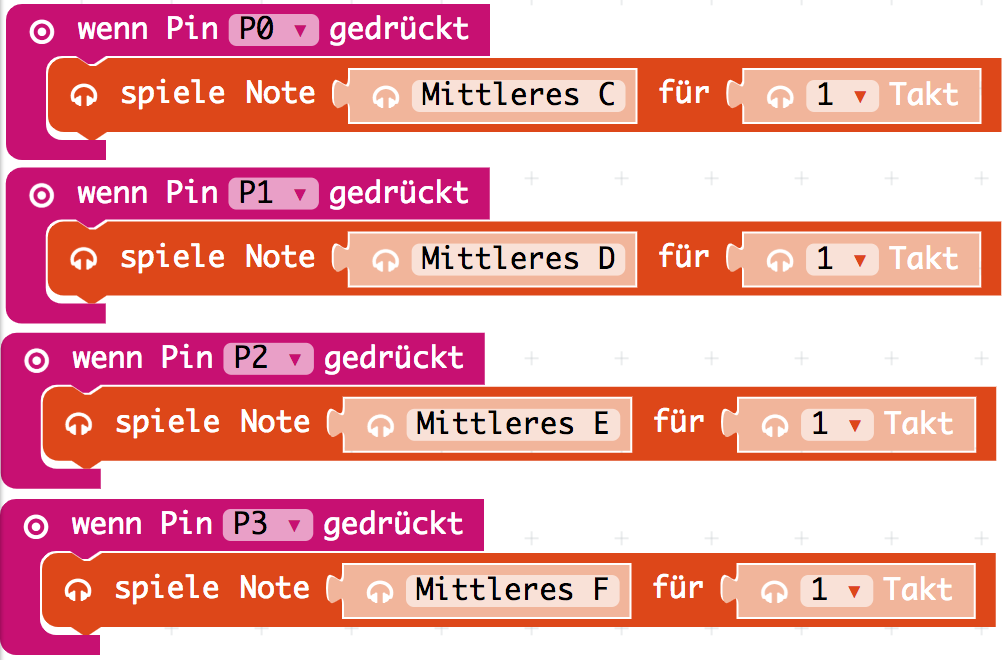 wenn Pin P0 gedrückt
spiele Note Mittleres C für 1 Takt
wenn Pin P1 gedrückt
spiele Note Mittleres D für 1 Takt
wenn Pin P2 gedrückt
spiele Note Mittleres E für 1 Takt
wenn Pin P3 gedrückt
spiele Note Mittleres F für 1 Takt